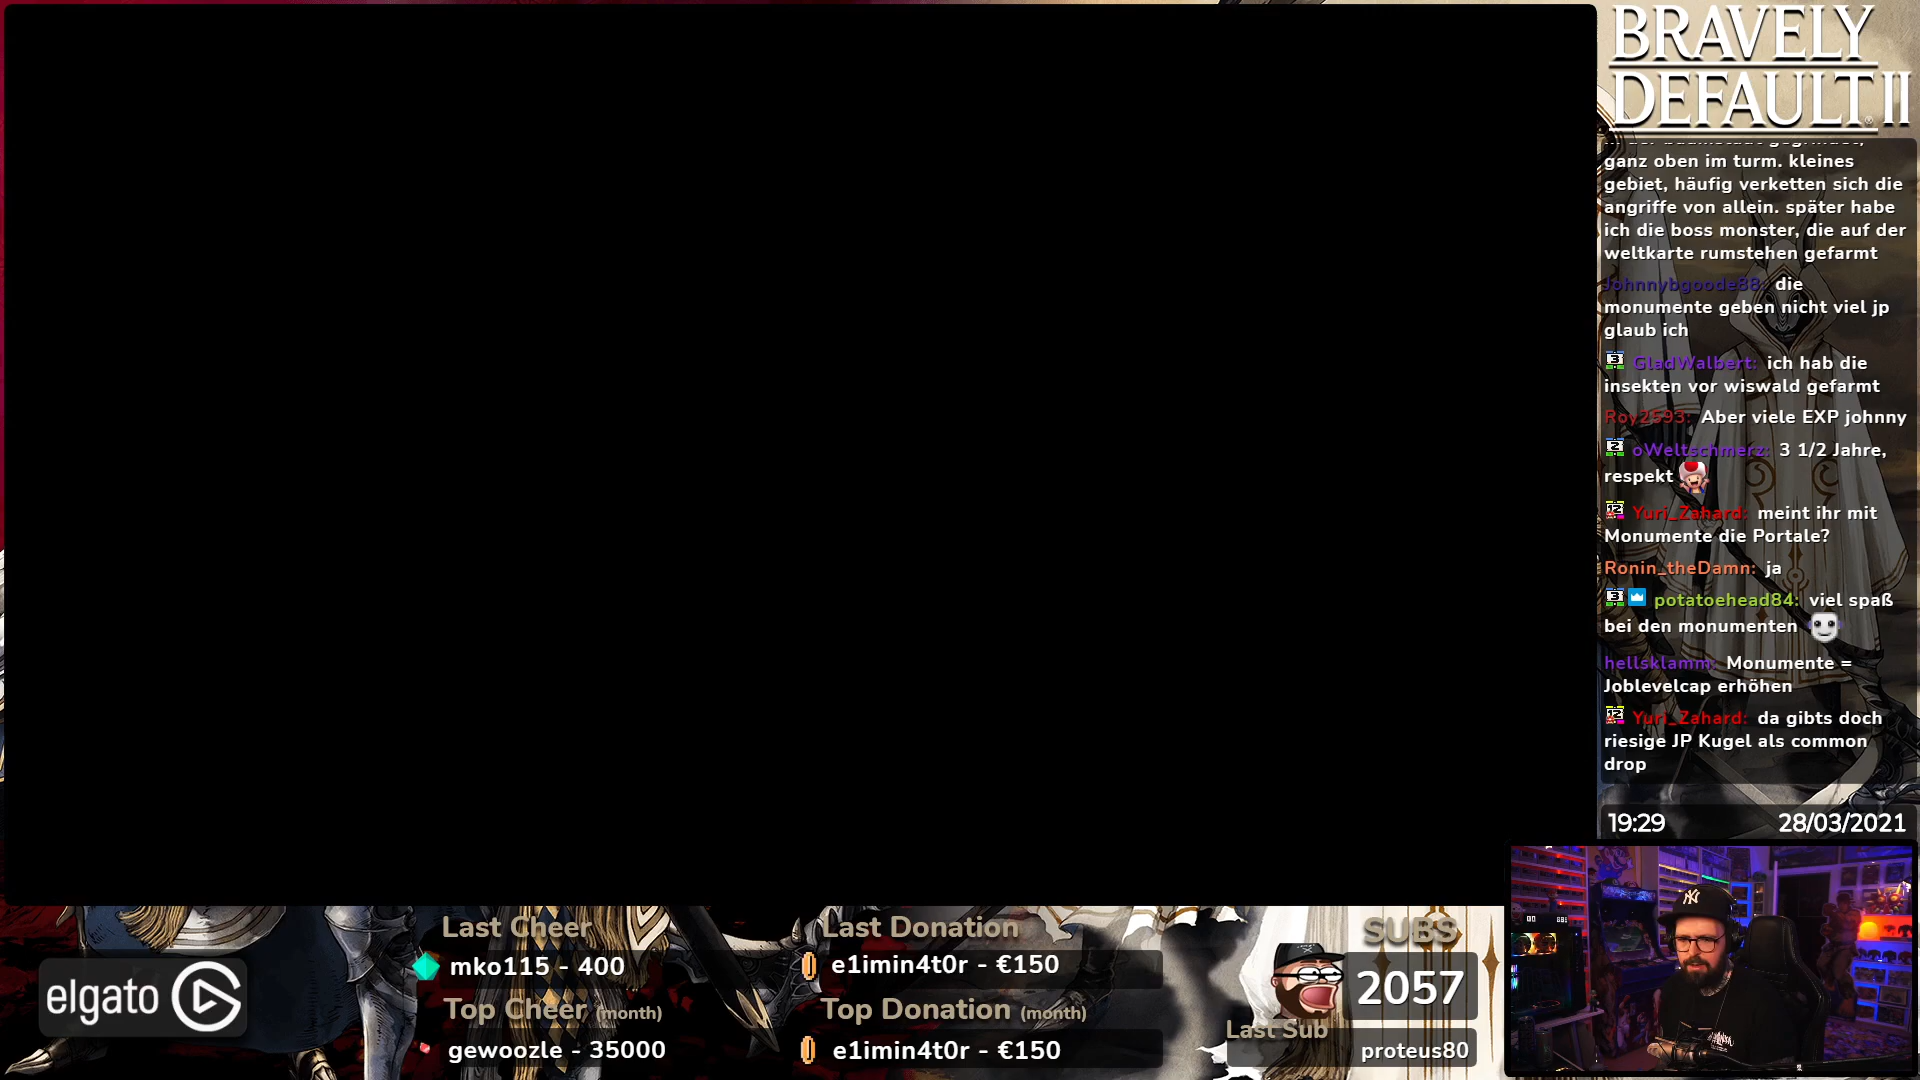 BRAVELY
DEFAULT II
ganz oben im turm. kleines
gebiet, häufig verketten sich die
angriffe von allein. später habe
ich die boss monster, die auf der
weltkarte rumstehen gefarmt
Johnnybgoode88: die
monumente geben nicht viel jp
glaub ich
3 GladWalbert: ich hab die
insekten vor wiswald gefarmt
Roy2593: Aber viele EXP johnny
2 oWeltschmerz: 3 1/2 Jahre,
respekt
12 Yuri_Zahard: meint ihr mit
Monumente die Portale?
Ronin_theDamn: ja
3 potatoehead84: viel spaß
bei den monumenten
hellsklamm: Monumente =
Joblevelcap erhöhen
12 Yuri_Zahard: da gibts doch
riesige JP Kugel als common
drop
19:29 28/03/2021
elgato
Last Cheer
mko115 - 400
Top Cheer (month)
gewoozle - 35000
Last Donation
e1imin4t0r - €150
Top Donation (month)
e1imin4t0r - €150
SUBS
2057
Last Sub
proteus80
NY